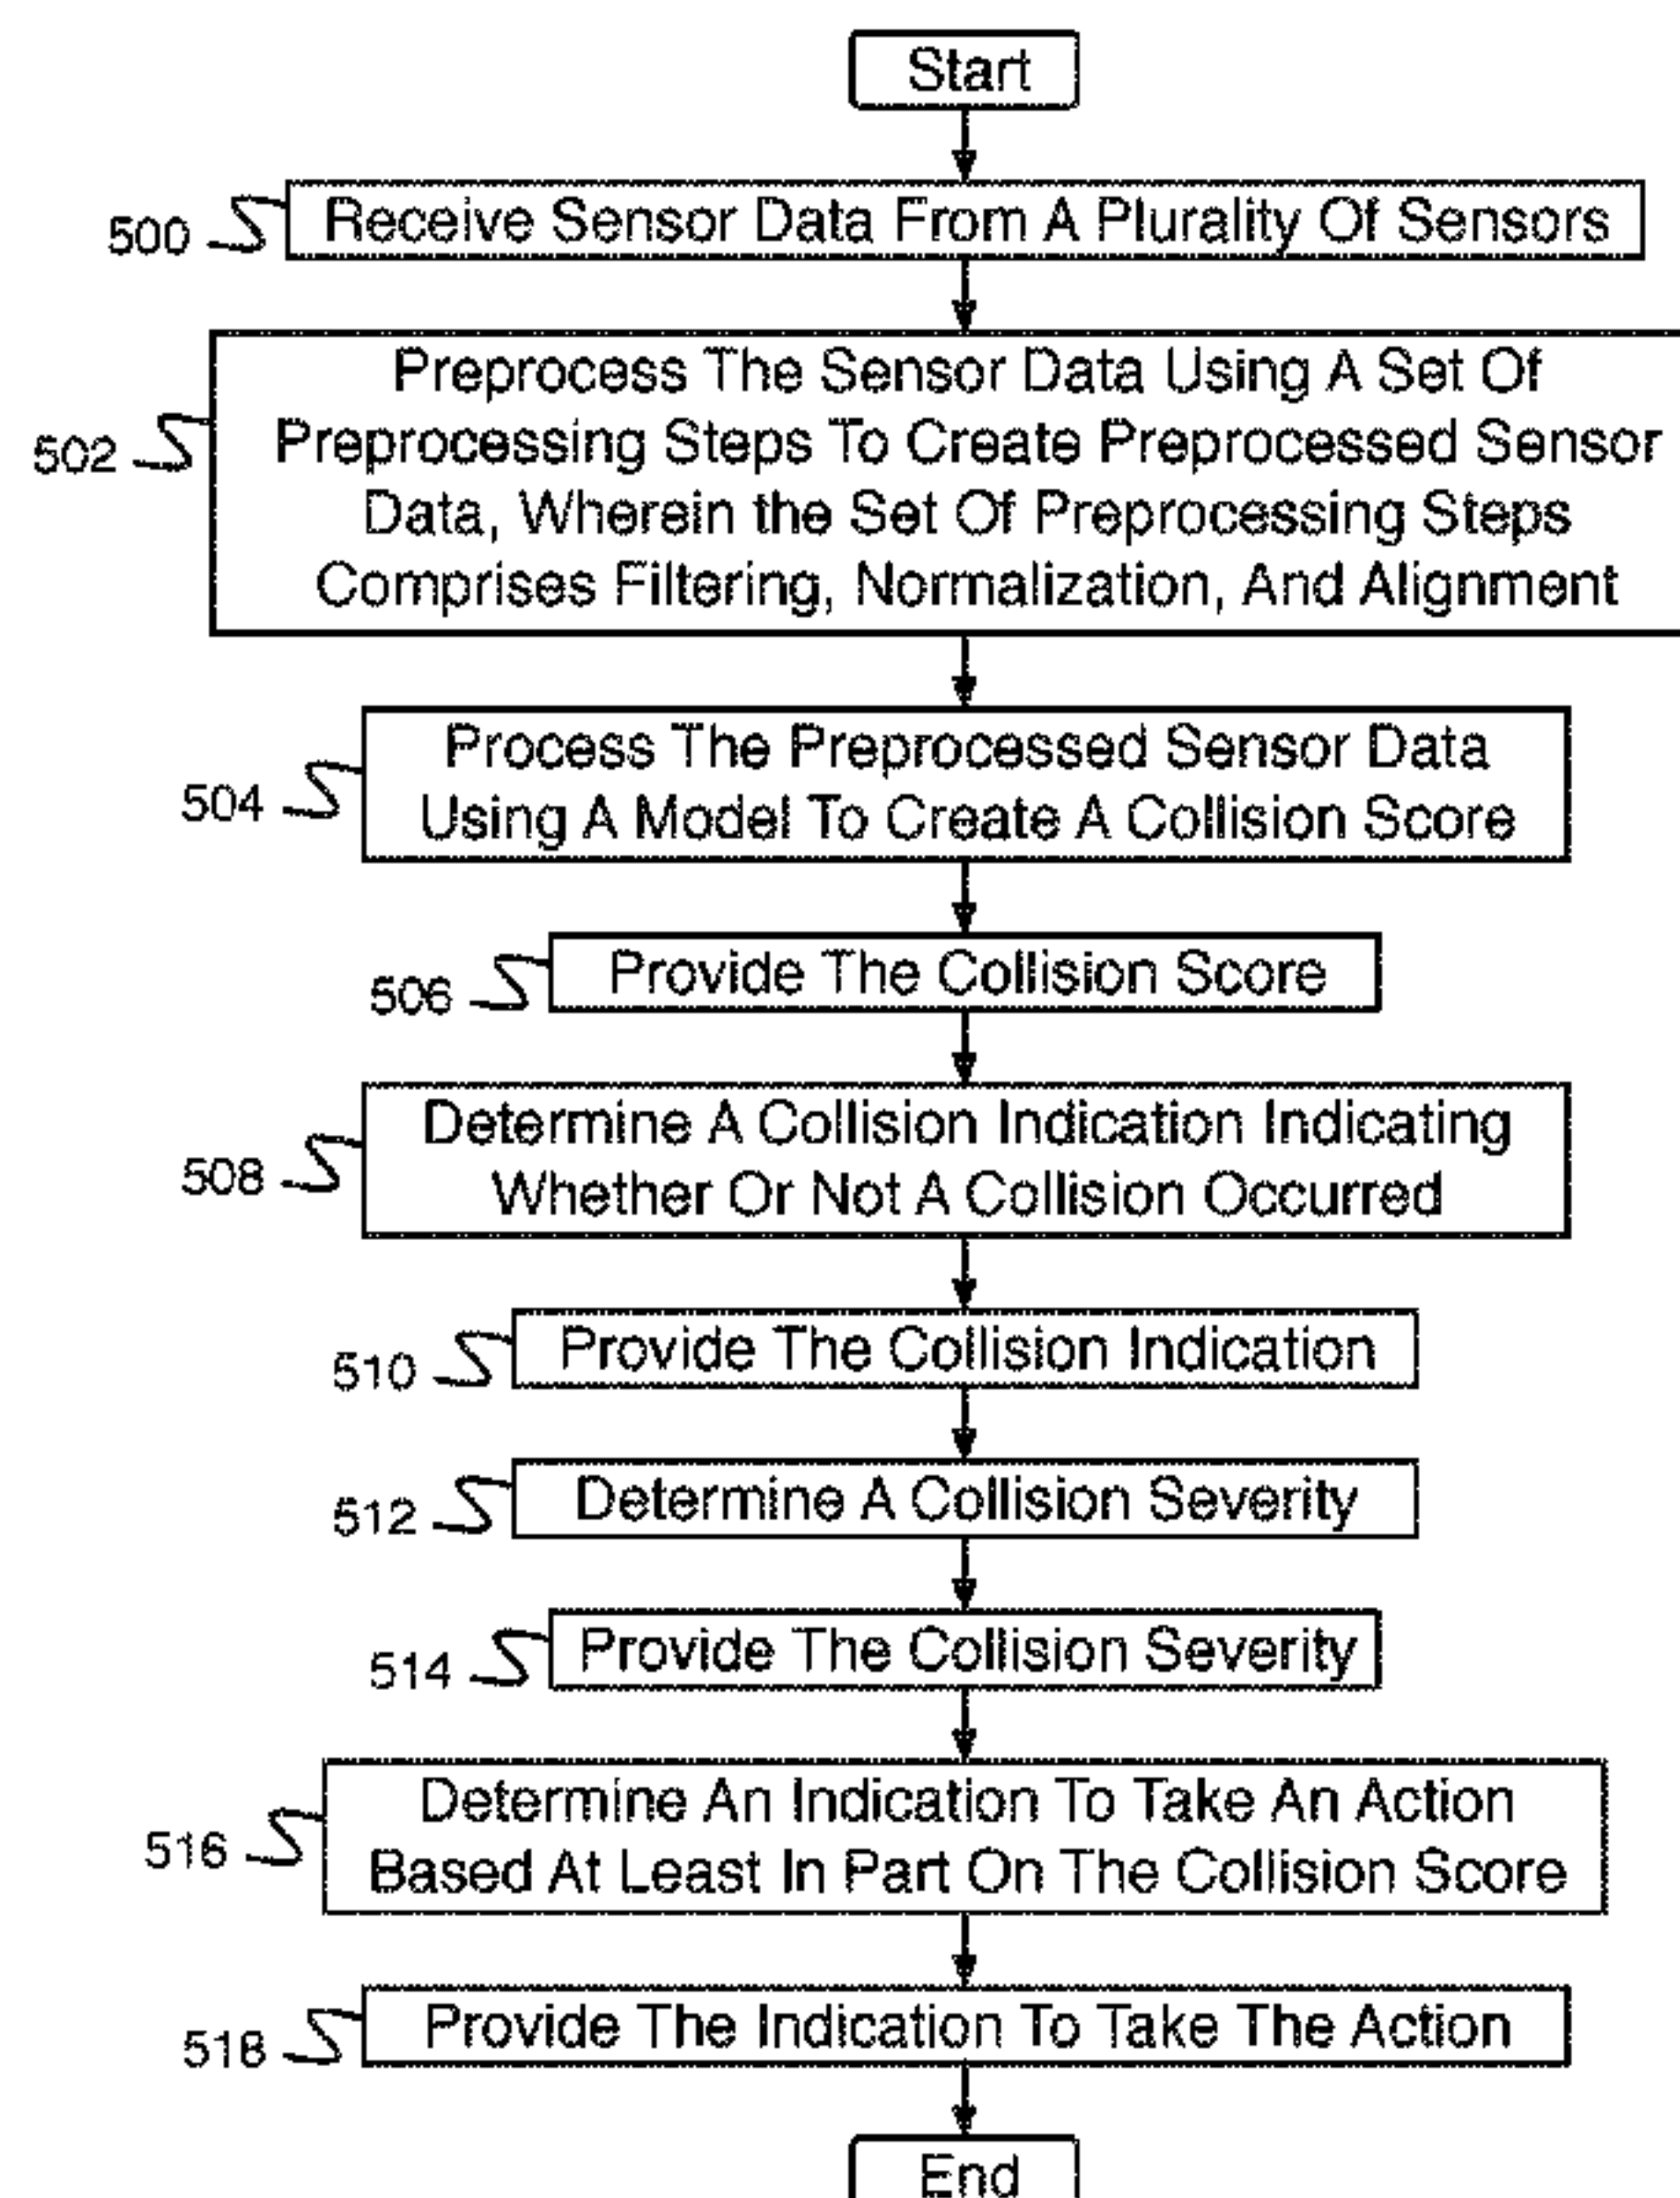 Start
500
Receive Sensor Data From A Plurality Of Sensors
502
Preprocess The Sensor Data Using A Set Of
Preprocessing Steps To Create Preprocessed Sensor
Data, Wherein the Set Of Preprocessing Steps
Comprises Filtering, Normalization, And Alignment
504
Process The Preprocessed Sensor Data
Using A Model To Create A Collision Score
506
Provide The Collision Score
508
Determine A Collision Indication Indicating
Whether Or Not A Collision Occurred
510
Provide The Collision Indication
512
Determine A Collision Severity
514
Provide The Collision Severity
516
Determine An Indication To Take An Action
Based At Least In Part On The Collision Score
518
Provide The Indication To Take The Action
End